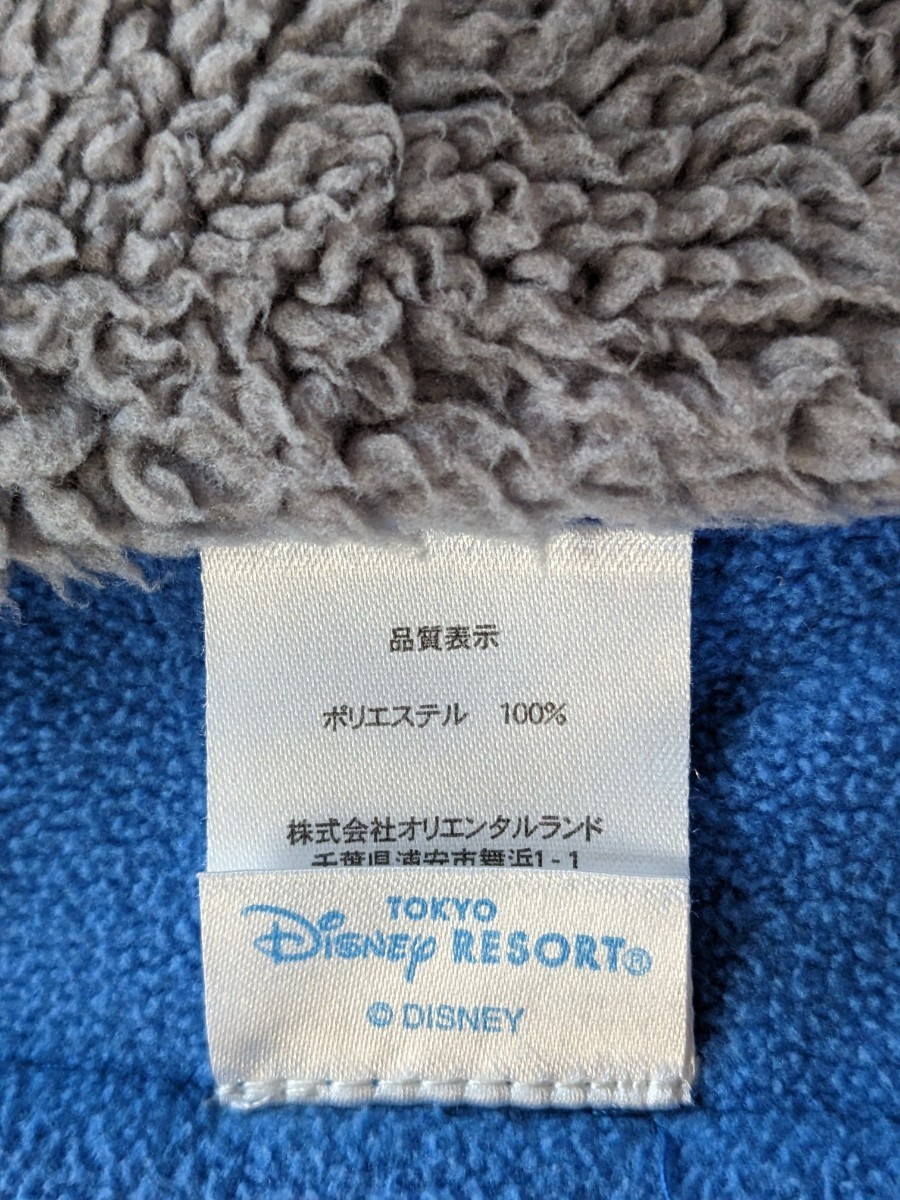 品質表示
ポリエステル 100%
株式会社オリエンタルランド
千葉県浦安市舞浜1-1
TOKYO
Disney RESORT®
© DISNEY